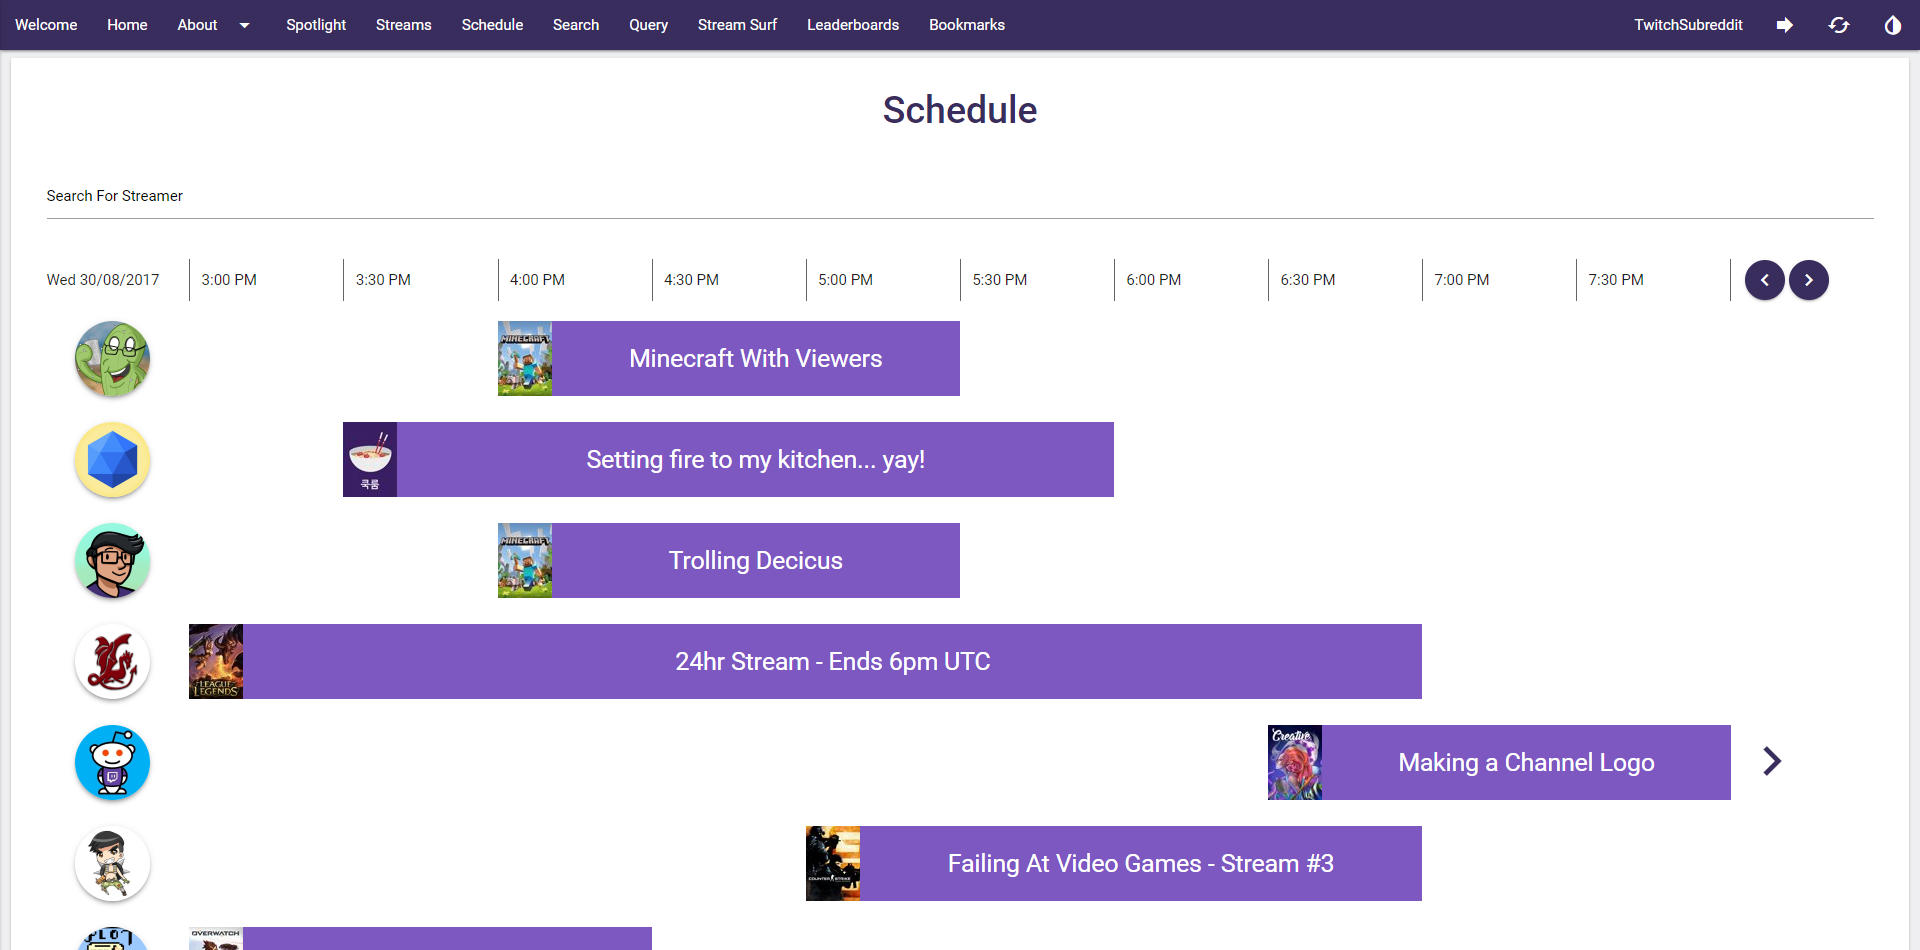 Welcome Home About Spotlight Streams Schedule Search Query Stream Surf Leaderboards Bookmarks TwitchSubreddit
Schedule
Search For Streamer
Wed 30/08/2017 3:00 PM 3:30 PM 4:00 PM 4:30 PM 5:00 PM 5:30 PM 6:00 PM 6:30 PM 7:00 PM 7:30 PM
MINECRAFT
Minecraft With Viewers
Setting fire to my kitchen... yay!
쿡룸
MINECRAFT
Trolling Decicus
24hr Stream - Ends 6pm UTC
LEAGUE
LEGENDS
Creative
Making a Channel Logo
Failing At Video Games - Stream #3
COUNTER STRIKE
OVERWATCH